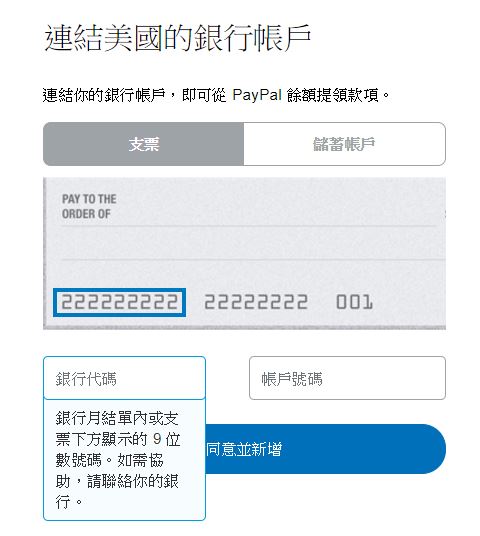 連結美國的銀行帳戶
連結你的銀行帳戶，即可從 PayPal 餘額提領款項。
支票
儲蓄帳戶
PAY TO THE
ORDER OF
222222222 22222222 001
銀行代碼
帳戶號碼
銀行月結單內或支
票下方顯示的 9 位
數號碼。如需協
助，請聯絡你的銀
行。
同意並新增